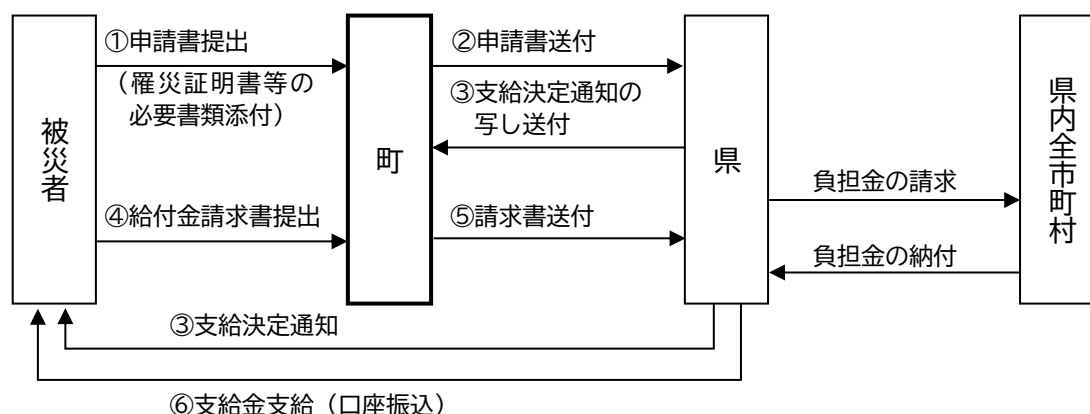 ①申請書提出
（罹災証明書等の
必要書類添付）
②申請書送付
③支給決定通知の
写し送付
被災者
町
県
県内全市町村
負担金の請求
④給付金請求書提出
⑤請求書送付
負担金の納付
③支給決定通知
⑥支給金支給（口座振込）